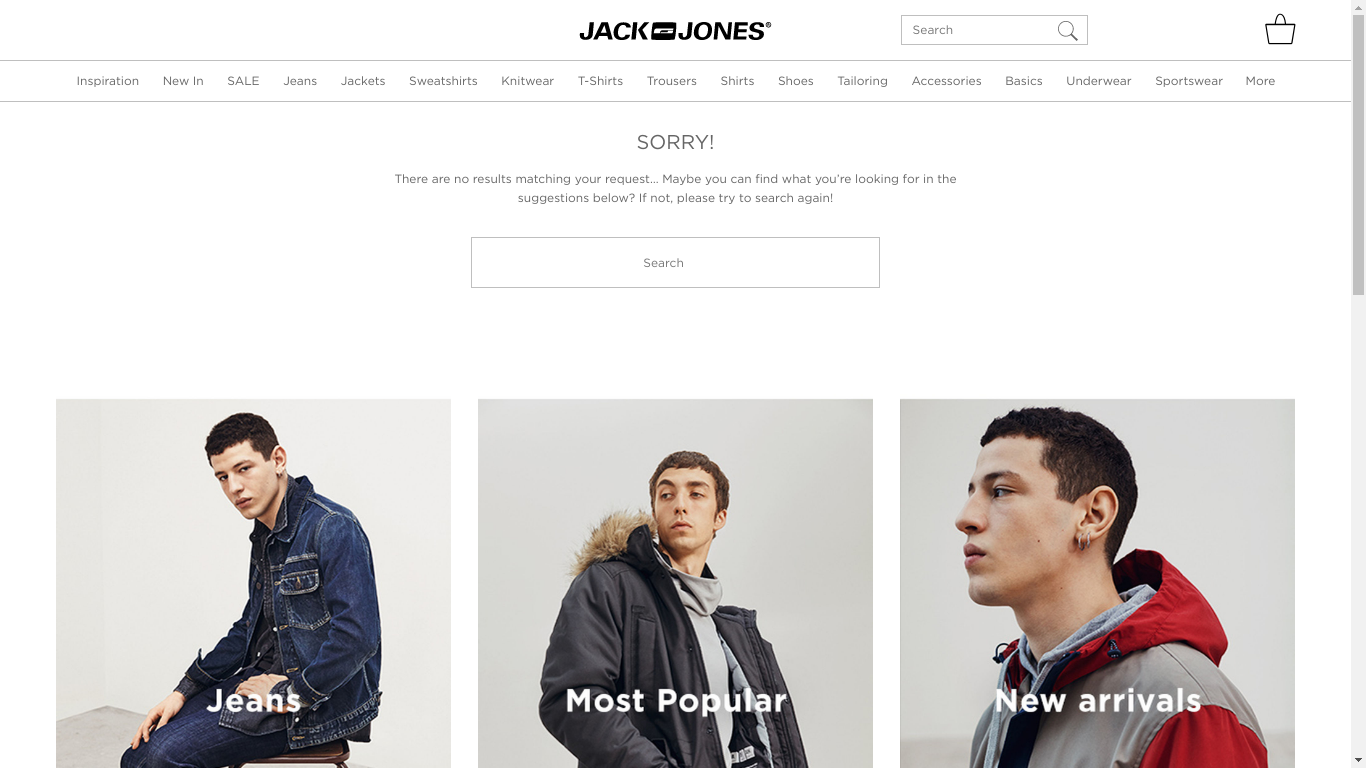 JACK JONES®
Search
Inspiration New In SALE Jeans Jackets Sweatshirts Knitwear T-Shirts Trousers Shirts Shoes Tailoring Accessories Basics Underwear Sportswear More
SORRY!
There are no results matching your request... Maybe you can find what you're looking for in the
suggestions below? If not, please try to search again!
Search
Jeans
Most Popular
New arrivals